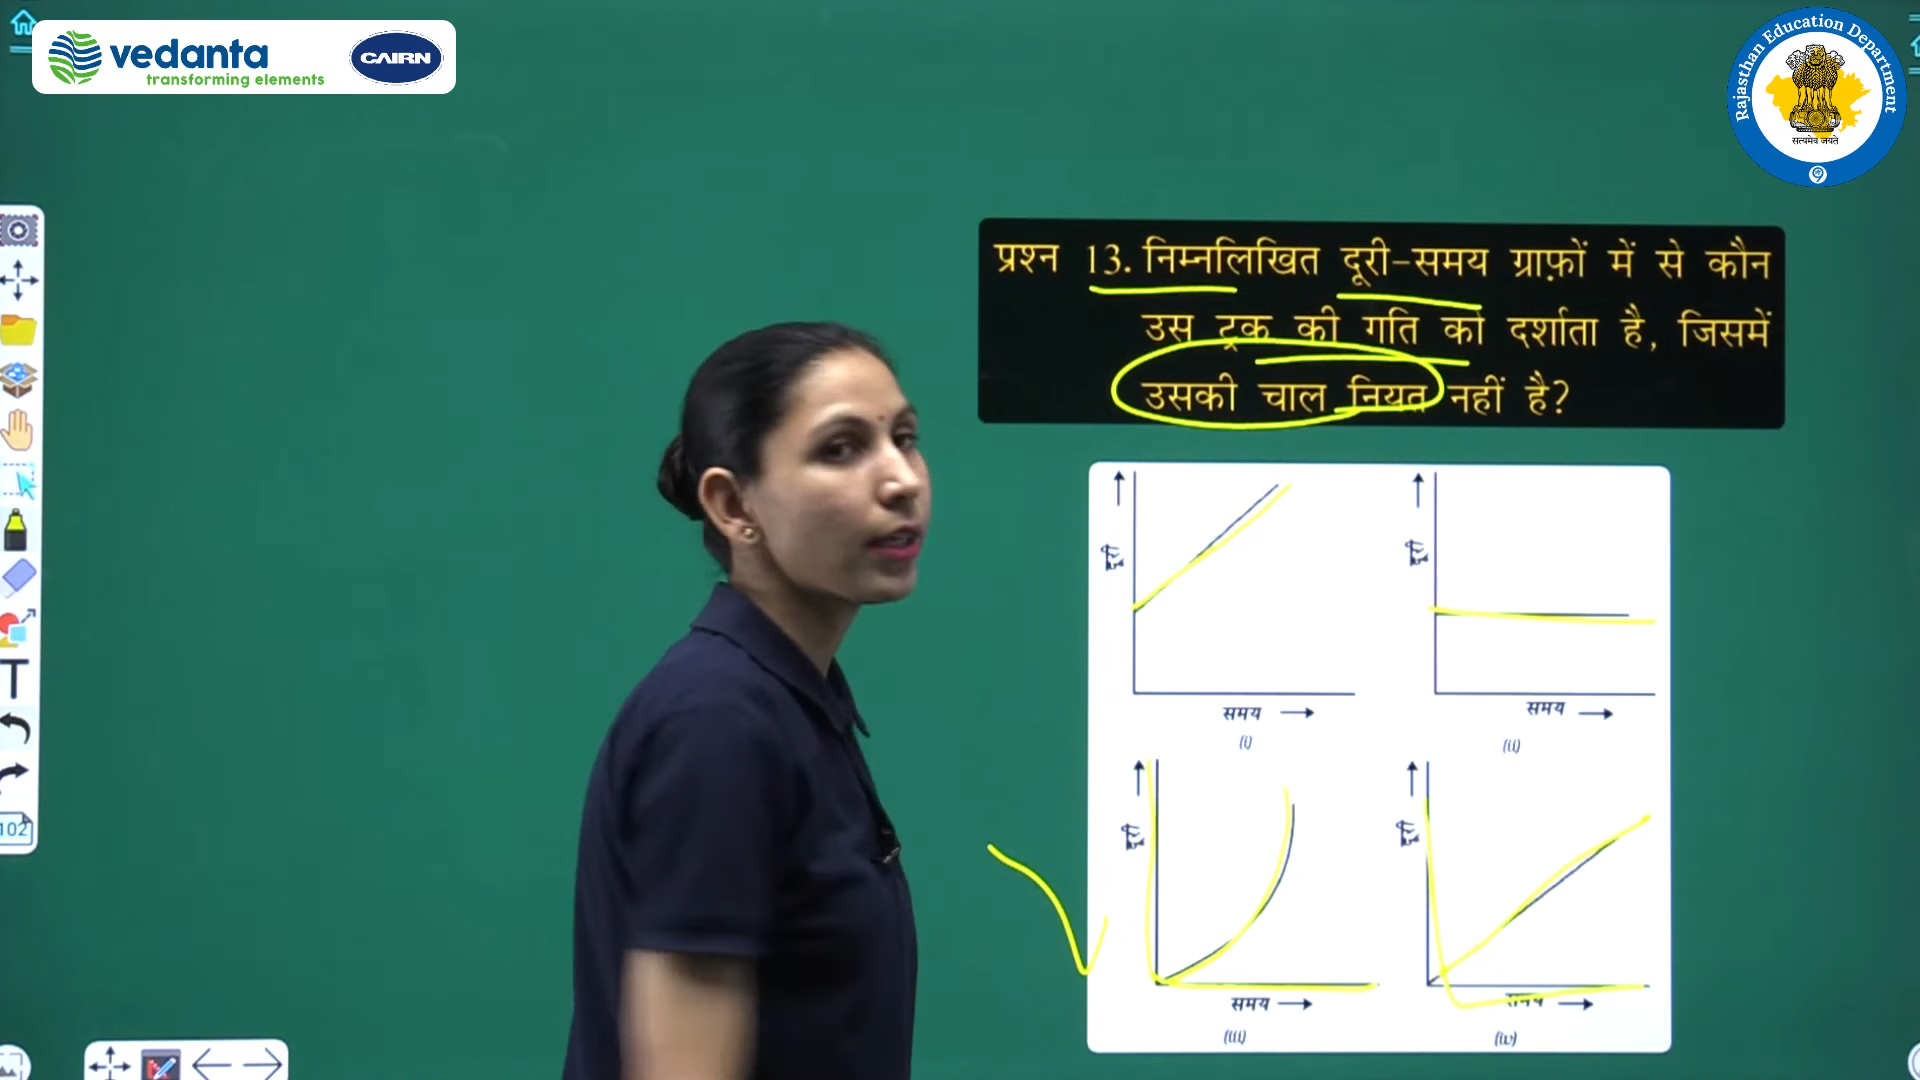 vedanta
transforming elements
CAIRN
Rajasthan Education Department
सत्यमेव जयते
प्रश्न 13. निम्नलिखित दूरी-समय ग्राफ़ों में से कौन
उस ट्रक की गति को दर्शाता है, जिसमें
उसकी चाल नियत नहीं है?
दूरी
समय
(i)
दूरी
समय
(ii)
दूरी
समय
(iii)
दूरी
समय
(iv)
T
102